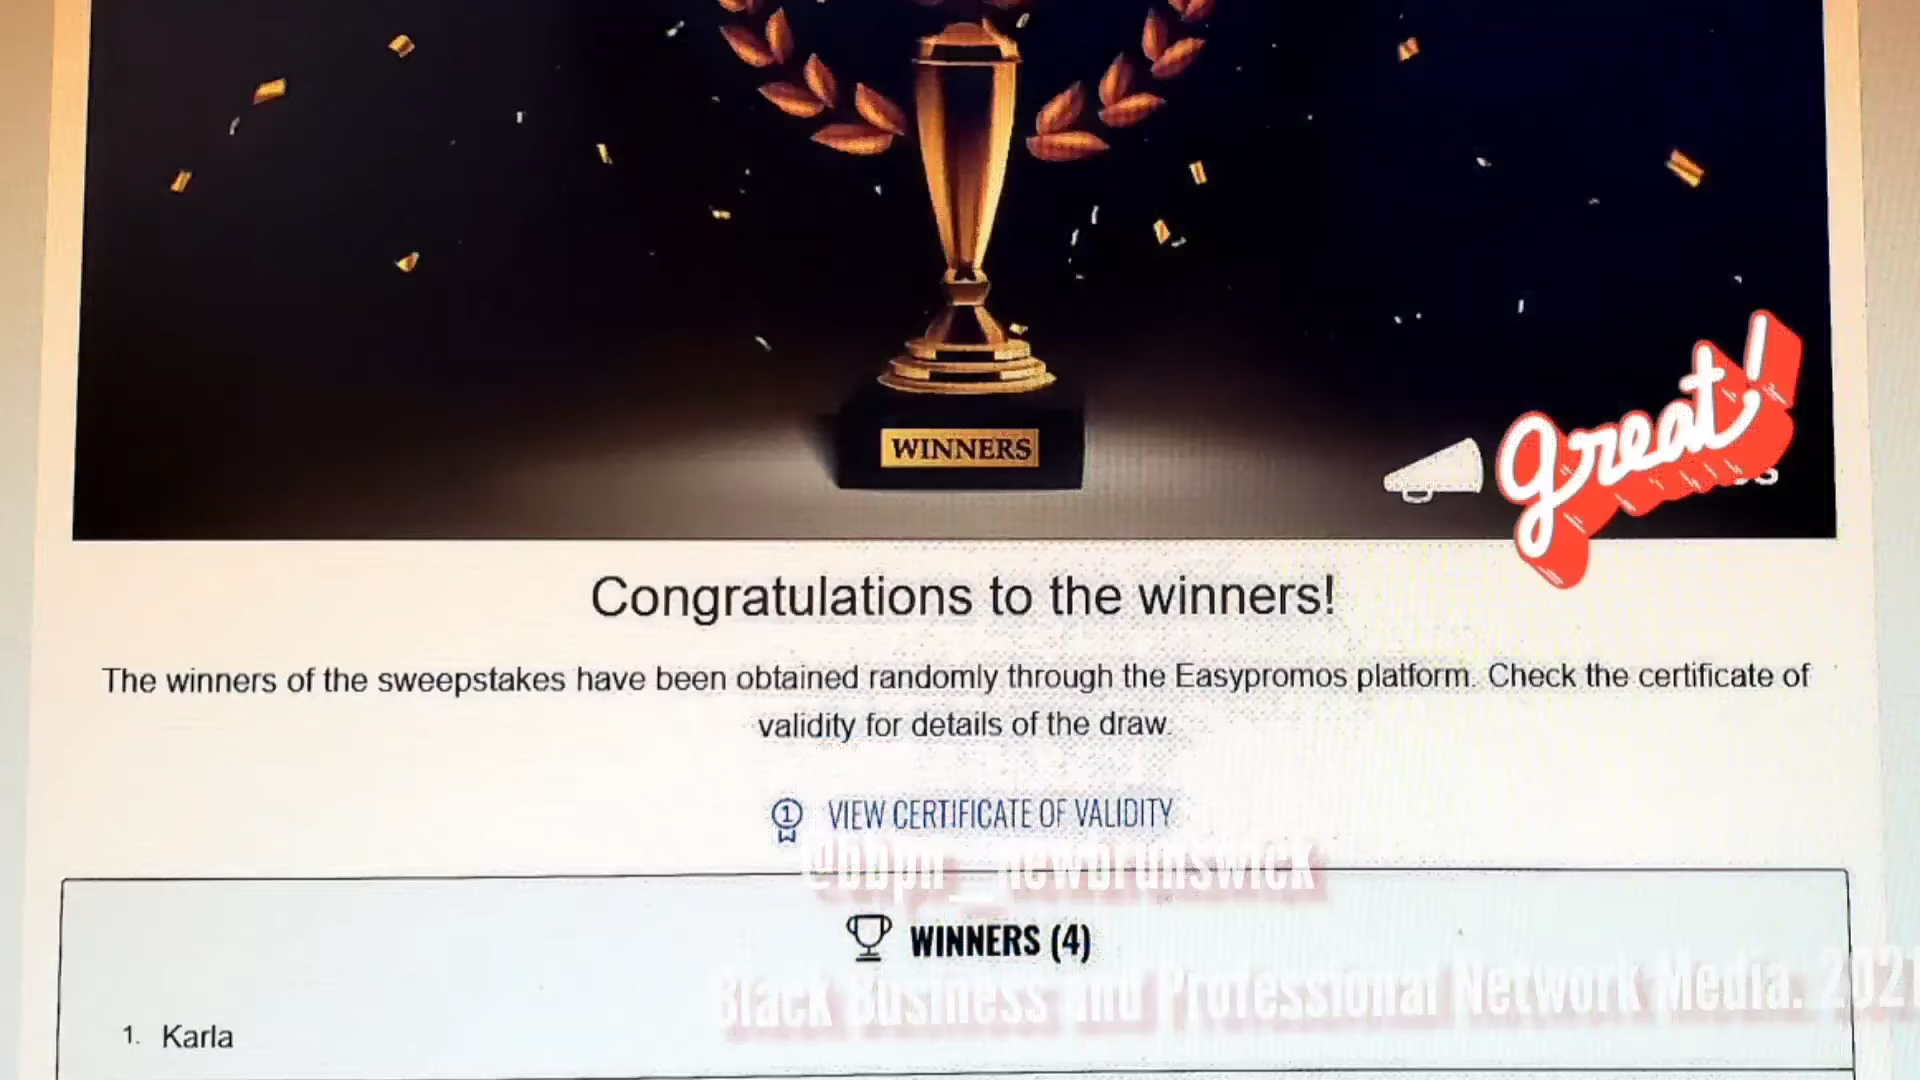 WINNERS
great!
Congratulations to the winners!
The winners of the sweepstakes have been obtained randomly through the Easypromos platform. Check the certificate of
validity for details of the draw.
VIEW CERTIFICATE OF VALIDITY
@bbpn_newbrunswick
WINNERS (4)
Black Business and Professional Network Media. 2021
1. Karla